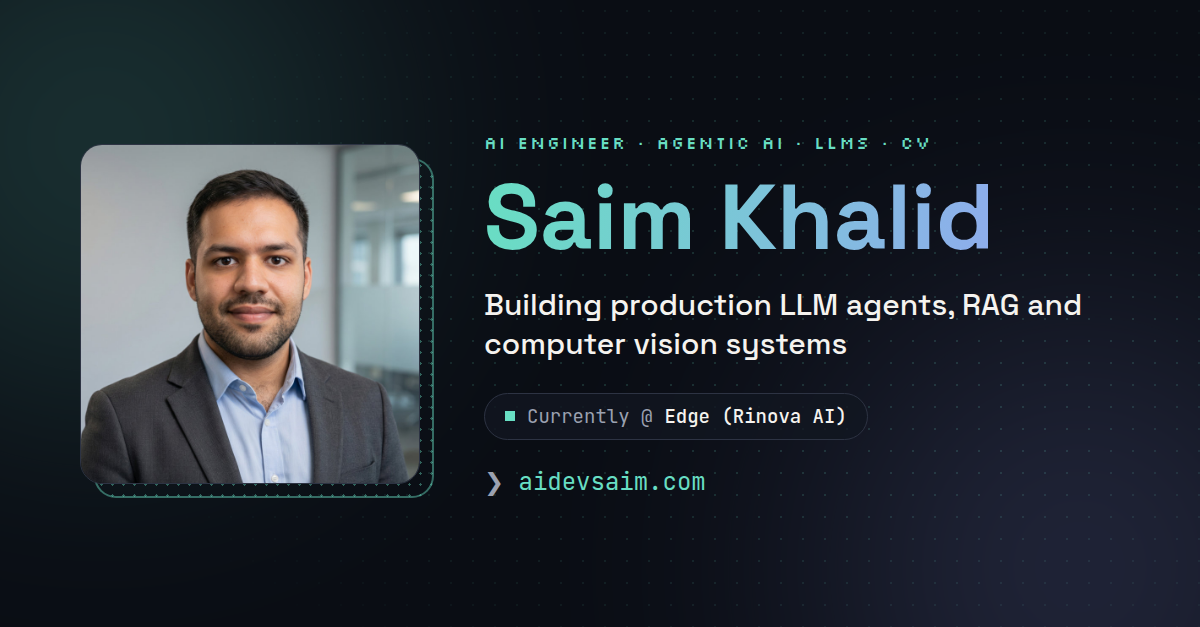 AI ENGINEER · AGENTIC AI · LLMS · CV
Saim Khalid
Building production LLM agents, RAG and
computer vision systems
Currently @ Edge (Rinova AI)
❯ aidevsaim.com